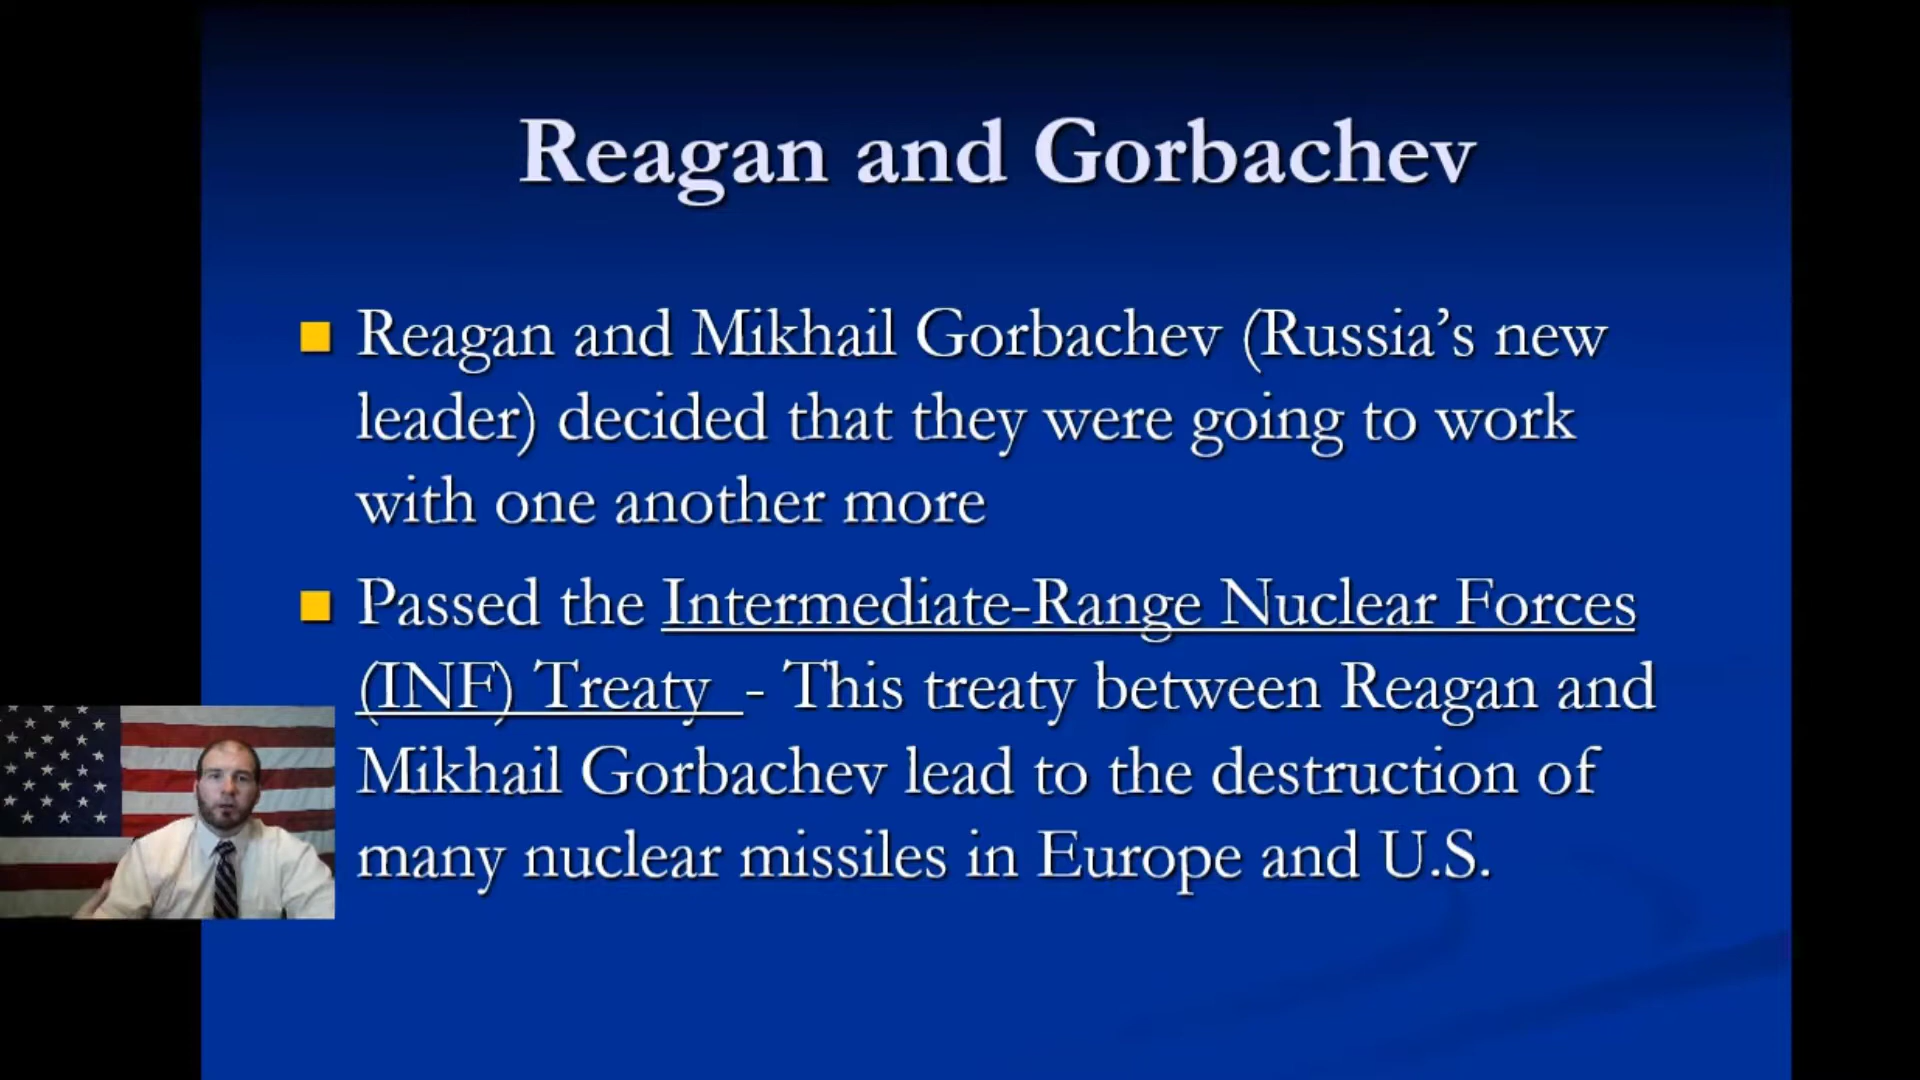 Reagan and Gorbachev
Reagan and Mikhail Gorbachev (Russia's new
leader) decided that they were going to work
with one another more
Passed the Intermediate-Range Nuclear Forces
(INF) Treaty - This treaty between Reagan and
Mikhail Gorbachev lead to the destruction of
many nuclear missiles in Europe and U.S.